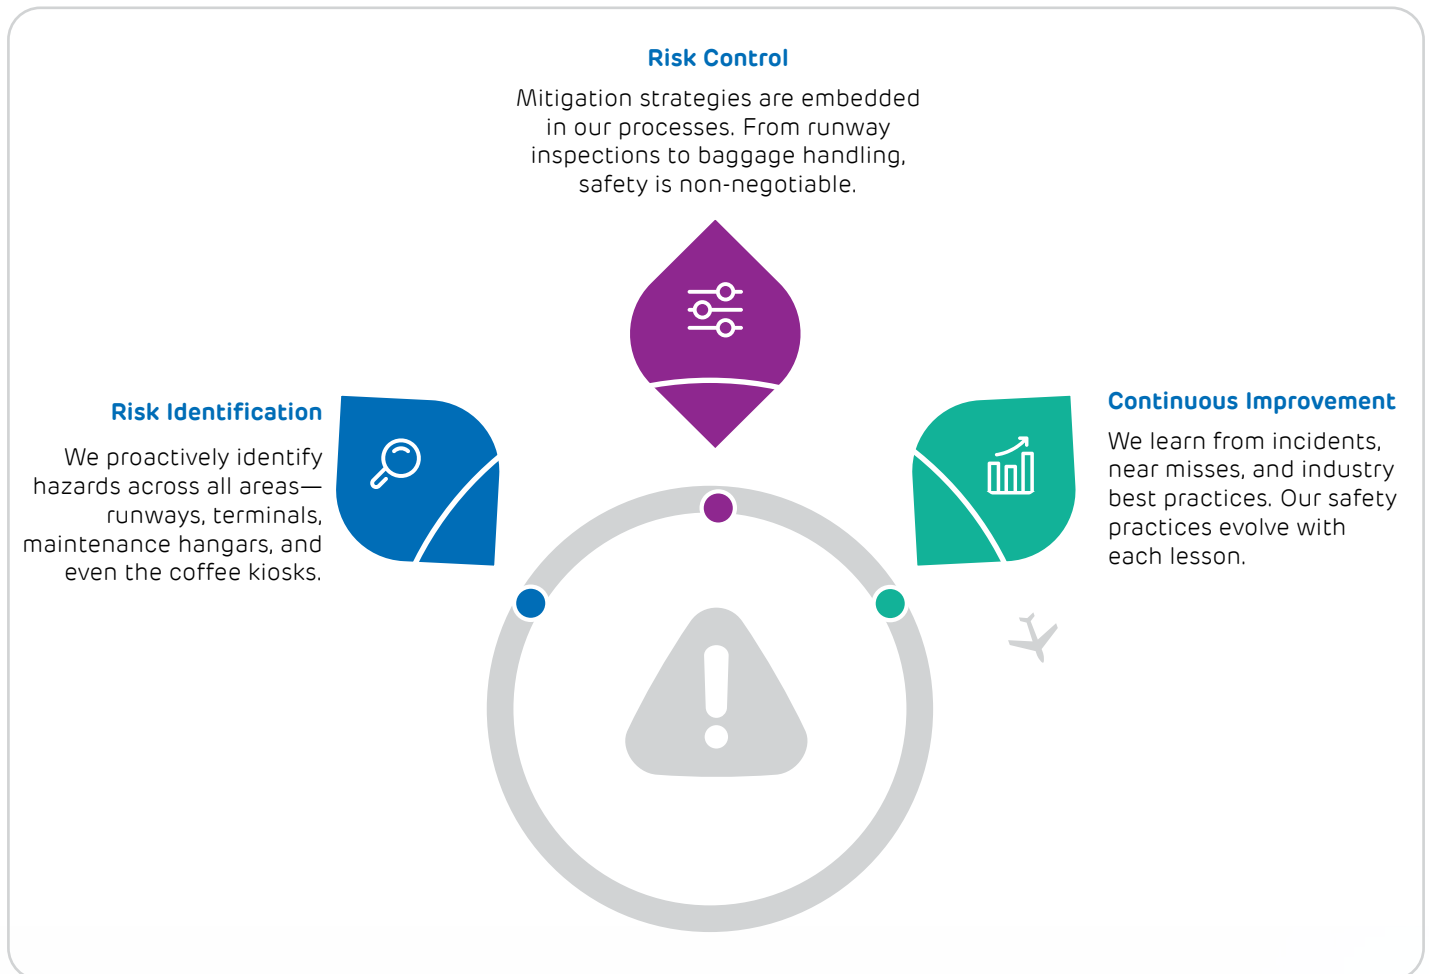 Risk Control
Mitigation strategies are embedded
in our processes. From runway
inspections to baggage handling,
safety is non-negotiable.
Risk Identification
We proactively identify
hazards across all areas—
runways, terminals,
maintenance hangars, and
even the coffee kiosks.
Continuous Improvement
We learn from incidents,
near misses, and industry
best practices. Our safety
practices evolve with
each lesson.